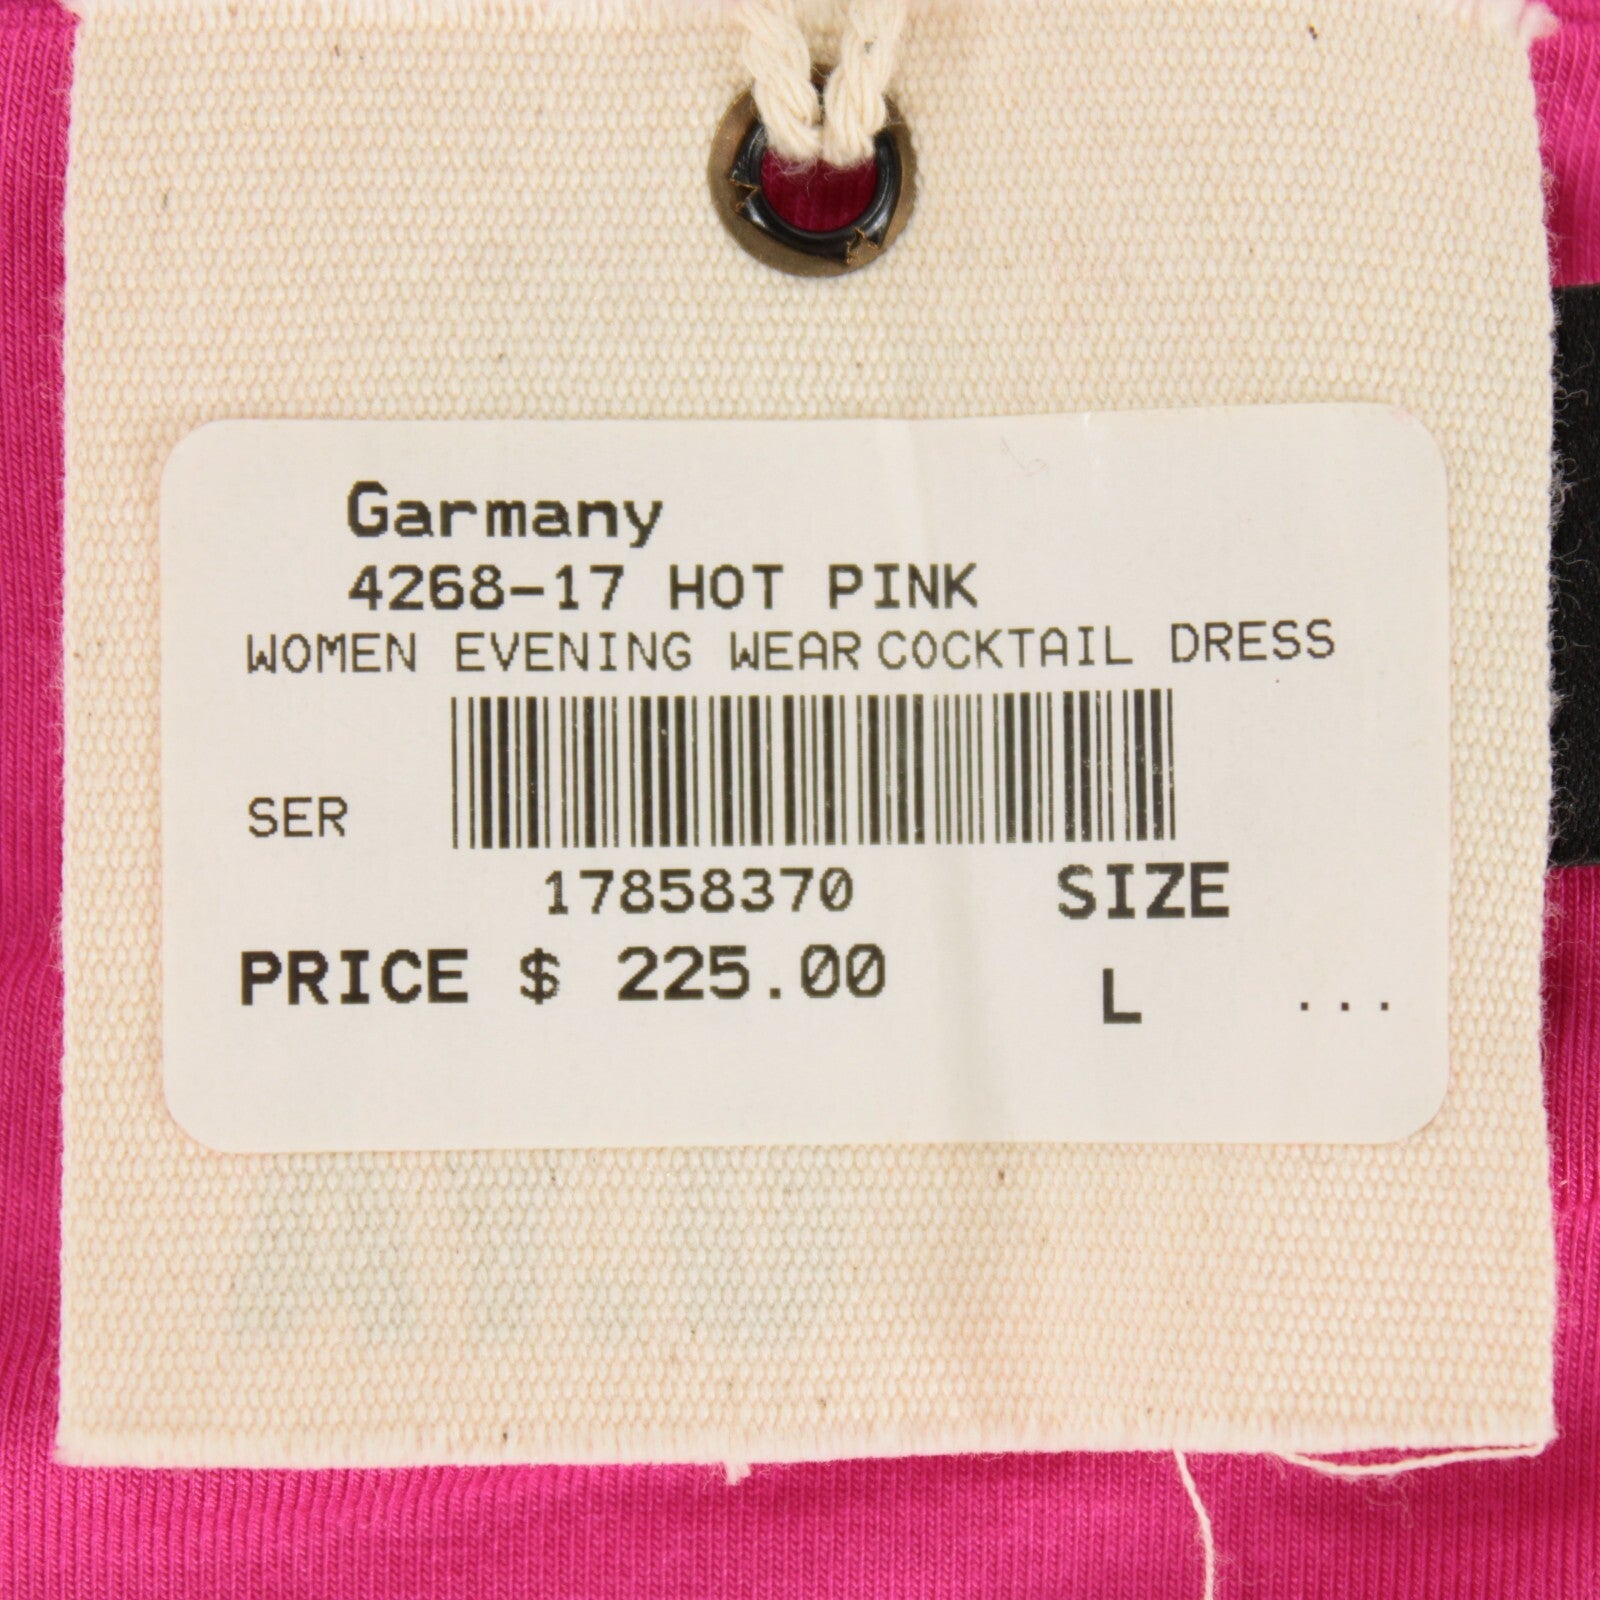 Garmany
4268-17 HOT PINK
WOMEN EVENING WEAR COCKTAIL DRESS
SER
17858370 SIZE
PRICE $ 225.00 L ...